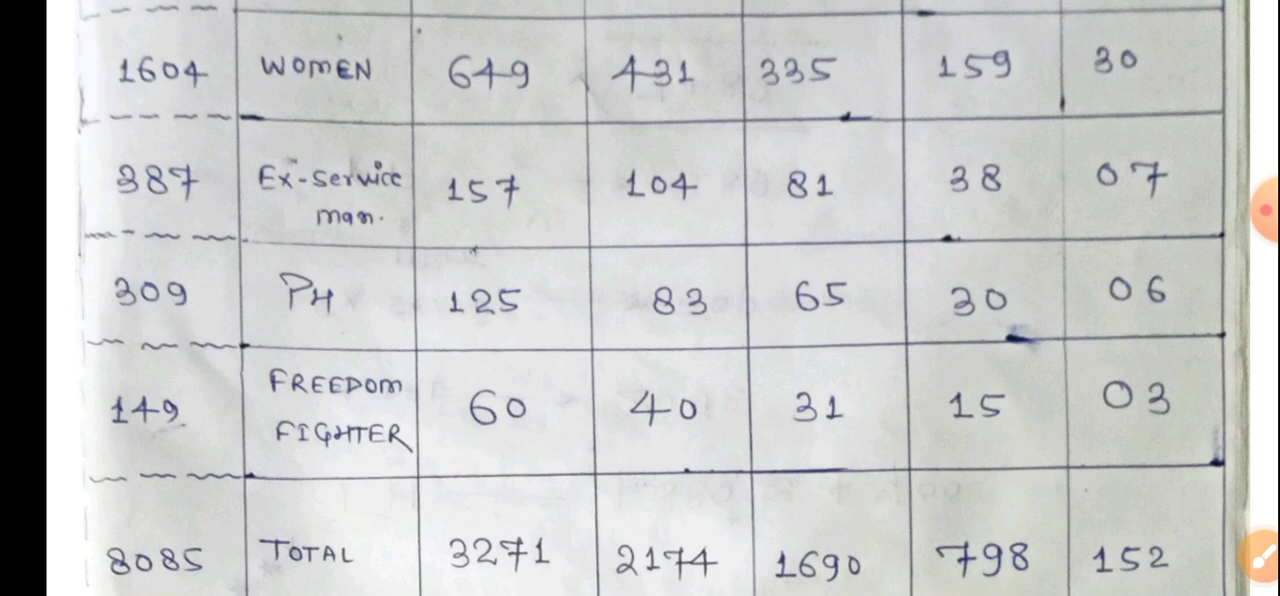 1604 WOMEN 649 431 335 159 30
387 Ex-Service man. 157 104 81 38 07
309 PH 125 83 65 30 06
149 FREEDOM FIGHTER 60 40 31 15 03
8085 TOTAL 3271 2174 1690 798 152